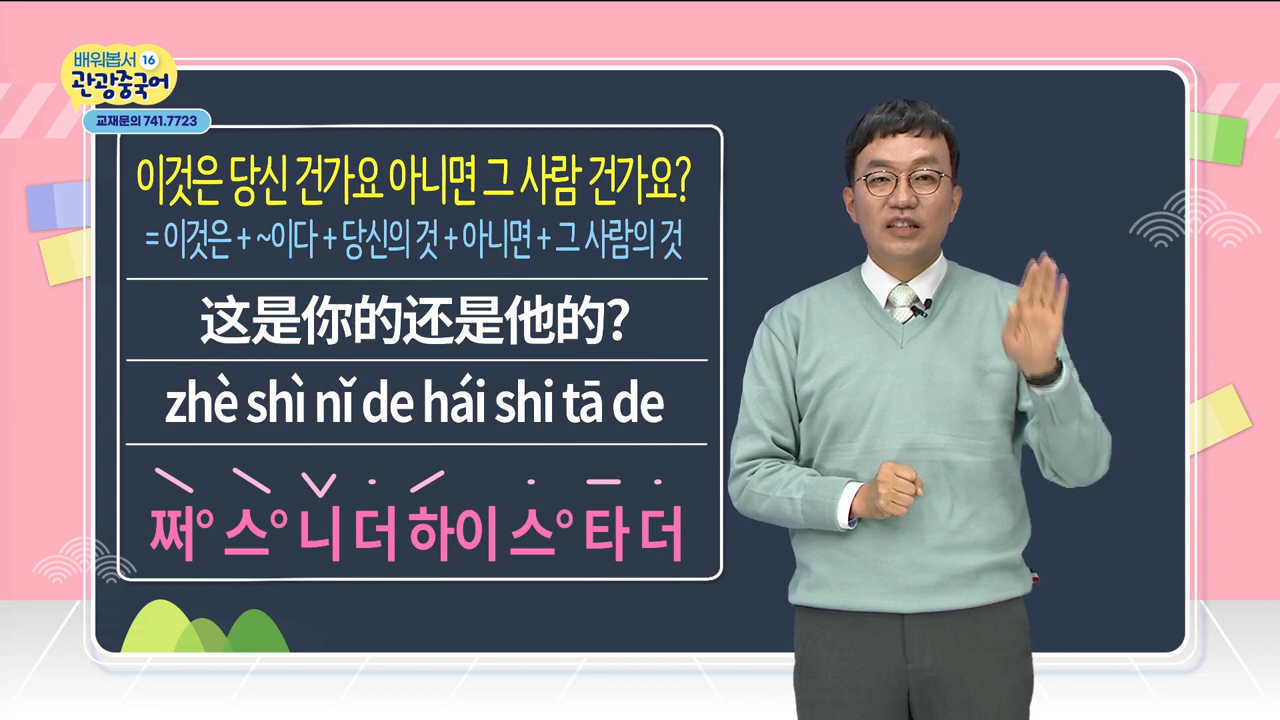 배워봅서 16
관광중국어
교재문의 741.7723
이것은 당신 건가요 아니면 그 사람 건가요?
= 이것은 + ~이다 + 당신의 것 + 아니면 + 그 사람의 것
这是你的还是他的?
zhè shì nǐ de hái shi tā de
쩌° 스° 니 더 하이 스° 타 더